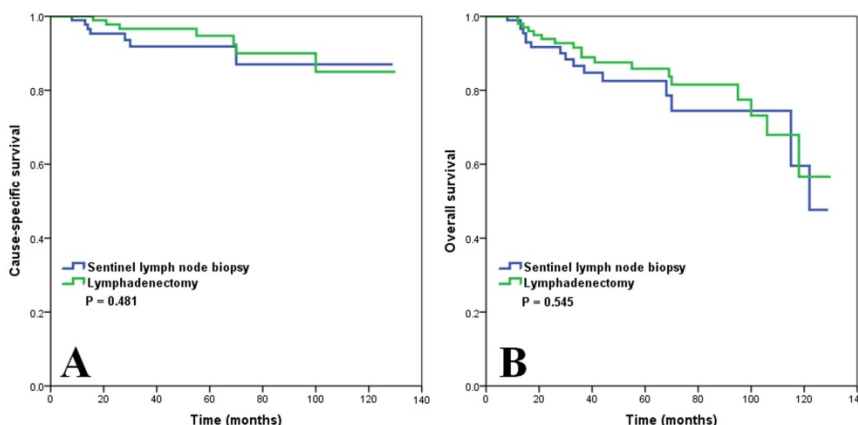 1.0
0.8
0.6
0.4
0.2
0.0
Cause-specific survival
Sentinel lymph node biopsy
Lymphadenectomy
P = 0.481
A
0 20 40 60 80 100 120 140
Time (months)
1.0
0.8
0.6
0.4
0.2
0.0
Overall survival
Sentinel lymph node biopsy
Lymphadenectomy
P = 0.545
B
0 20 40 60 80 100 120
Time (months)